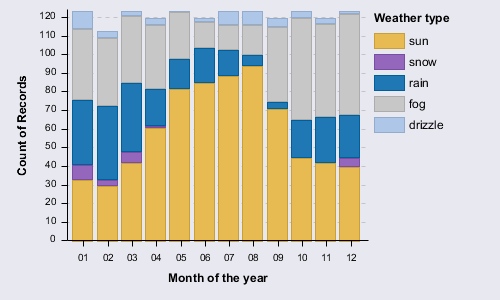 Weather type
sun
snow
rain
fog
drizzle
Count of Records
120
110
100
90
80
70
60
50
40
30
20
10
0
01 02 03 04 05 06 07 08 09 10 11 12
Month of the year